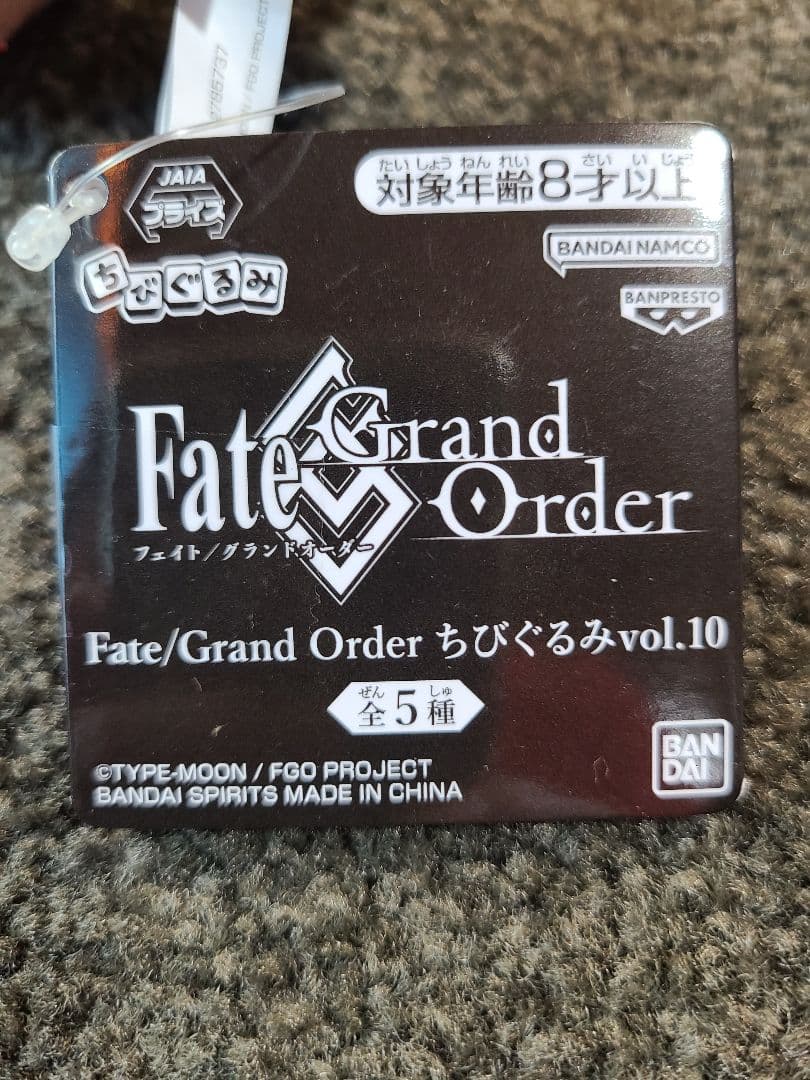 95737
FGO PROJECT
JAIA
プライズ
たいしょうねんれい さいいじょう
対象年齢8才以上
BANDAI NAMCO
ちびぐるみ
BANPRESTO
Fate Grand Order
フェイト/グランドオーダー
Fate/Grand Order ちびぐるみvol.10
ぜん しゅ
全5種
©TYPE-MOON / FGO PROJECT
BANDAI SPIRITS MADE IN CHINA
BANDAI